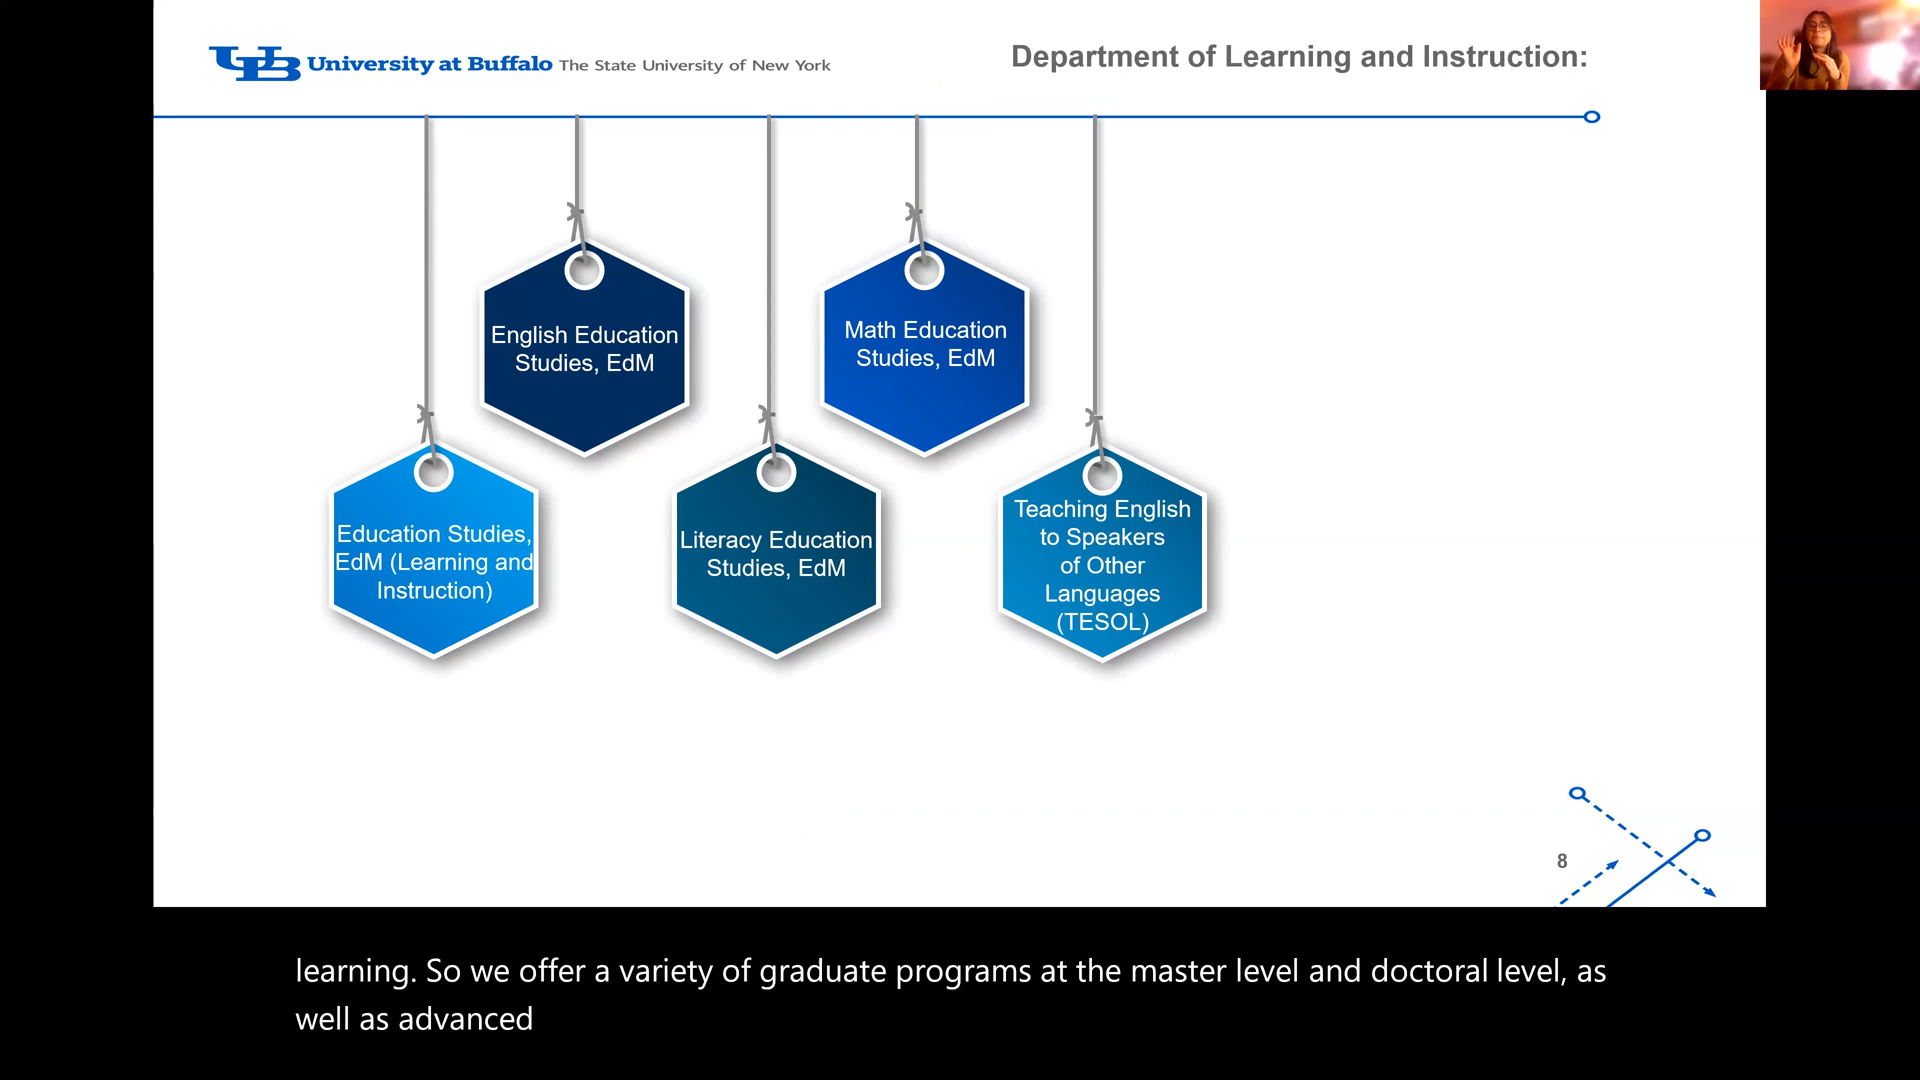 University at Buffalo The State University of New York
Department of Learning and Instruction:
English Education
Studies, EdM
Math Education
Studies, EdM
Education Studies,
EdM (Learning and
Instruction)
Literacy Education
Studies, EdM
Teaching English
to Speakers
of Other
Languages
(TESOL)
8
learning. So we offer a variety of graduate programs at the master level and doctoral level, as
well as advanced